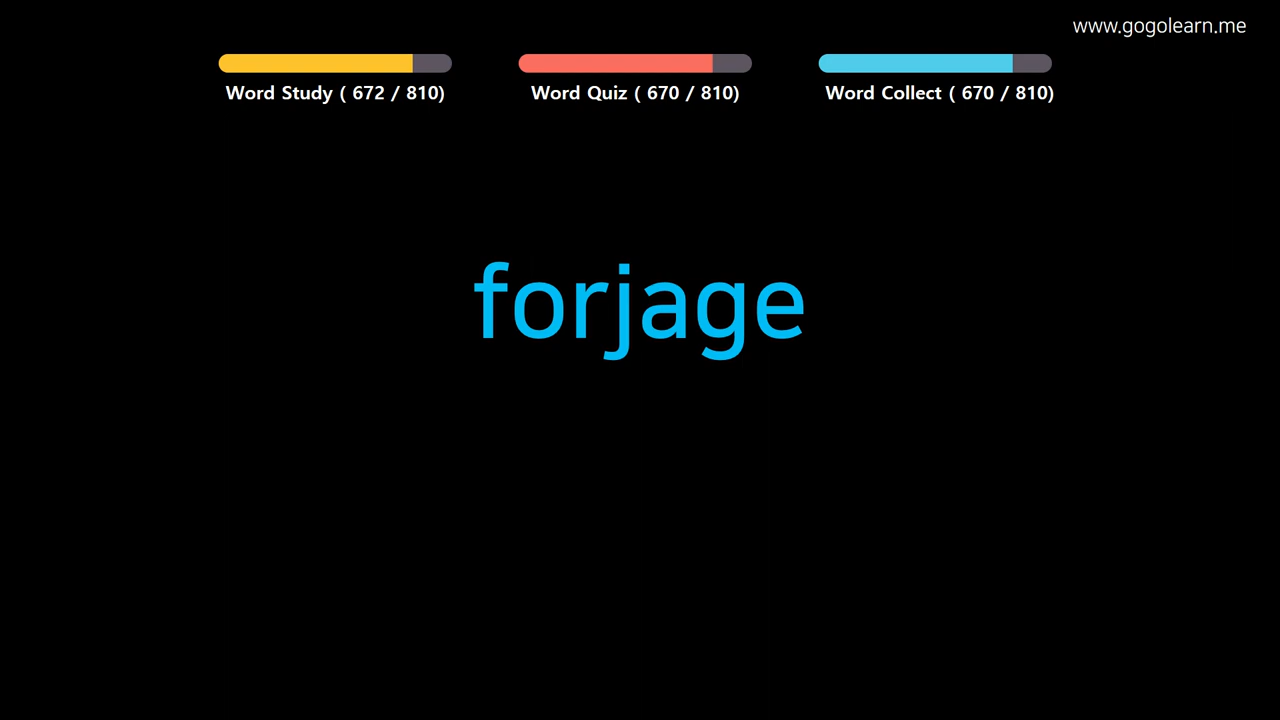 www.gogolearn.me
Word Study ( 672 / 810)
Word Quiz ( 670 / 810)
Word Collect ( 670 / 810)
forjage